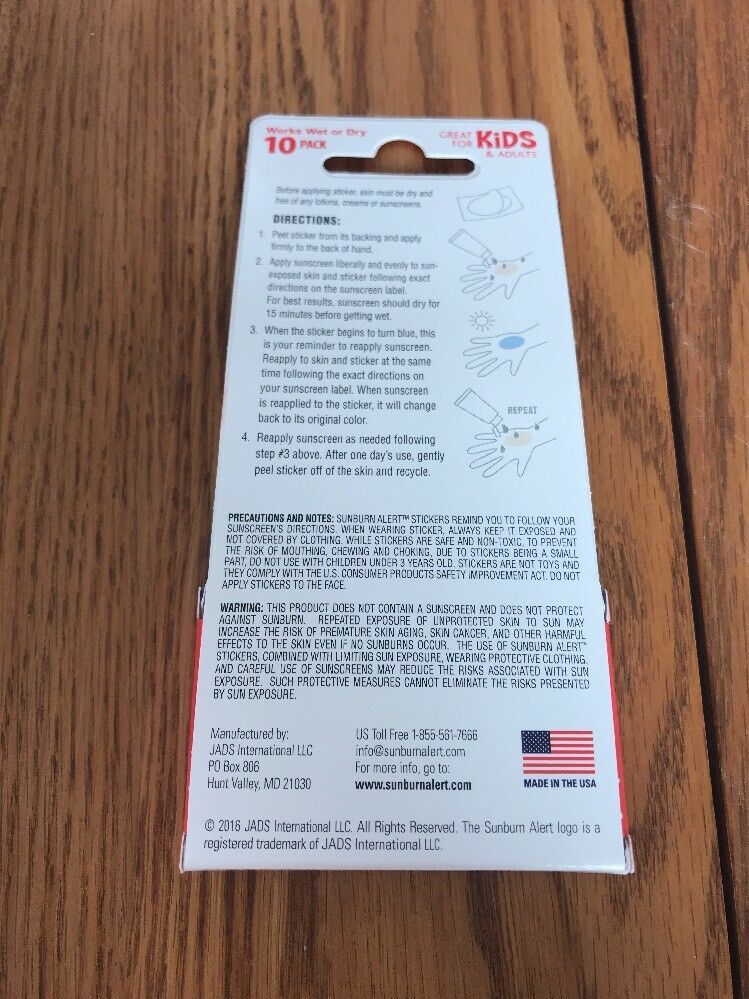 Works Wet or Dry
10 PACK
GREAT FOR KiDS & ADULTS
Before applying sticker, skin must be dry and
free of any lotions, creams or sunscreens.
DIRECTIONS:
1. Peel sticker from its backing and apply
firmly to the back of hand.
2. Apply sunscreen liberally and evenly to sun-
exposed skin and sticker following exact
directions on the sunscreen label.
For best results, sunscreen should dry for
15 minutes before getting wet.
3. When the sticker begins to turn blue, this
is your reminder to reapply sunscreen.
Reapply to skin and sticker at the same
time following the exact directions on
your sunscreen label. When sunscreen
is reapplied to the sticker, it will change
back to its original color.
REPEAT
4. Reapply sunscreen as needed following
step #3 above. After one day's use, gently
peel sticker off of the skin and recycle.
PRECAUTIONS AND NOTES: SUNBURN ALERT™ STICKERS REMIND YOU TO FOLLOW YOUR
SUNSCREEN'S DIRECTIONS. WHEN WEARING STICKER, ALWAYS KEEP IT EXPOSED AND
NOT COVERED BY CLOTHING. WHILE STICKERS ARE SAFE AND NON-TOXIC, TO PREVENT
THE RISK OF MOUTHING, CHEWING AND CHOKING, DUE TO STICKERS BEING A SMALL
PART, DO NOT USE WITH CHILDREN UNDER 3 YEARS OLD. STICKERS ARE NOT TOYS AND
THEY COMPLY WITH THE U.S. CONSUMER PRODUCTS SAFETY IMPROVEMENT ACT. DO NOT
APPLY STICKERS TO THE FACE.
WARNING: THIS PRODUCT DOES NOT CONTAIN A SUNSCREEN AND DOES NOT PROTECT
AGAINST SUNBURN. REPEATED EXPOSURE OF UNPROTECTED SKIN TO SUN MAY
INCREASE THE RISK OF PREMATURE SKIN AGING, SKIN CANCER, AND OTHER HARMFUL
EFFECTS TO THE SKIN EVEN IF NO SUNBURNS OCCUR. THE USE OF SUNBURN ALERT™
STICKERS, COMBINED WITH LIMITING SUN EXPOSURE, WEARING PROTECTIVE CLOTHING,
AND CAREFUL USE OF SUNSCREENS MAY REDUCE THE RISKS ASSOCIATED WITH SUN
EXPOSURE. SUCH PROTECTIVE MEASURES CANNOT ELIMINATE THE RISKS PRESENTED
BY SUN EXPOSURE.
Manufactured by:
JADS International LLC
PO Box 806
Hunt Valley, MD 21030
US Toll Free 1-855-561-7666
info@sunburnalert.com
For more info, go to:
www.sunburnalert.com
MADE IN THE USA
© 2016 JADS International LLC. All Rights Reserved. The Sunburn Alert logo is a
registered trademark of JADS International LLC.